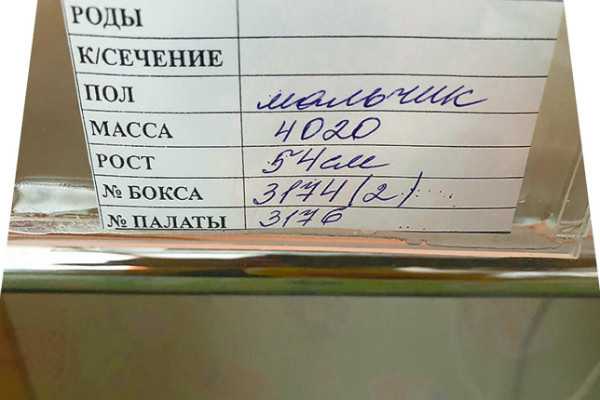 РОДЫ
К/СЕЧЕНИЕ
ПОЛ мальчик
МАССА 4020
РОСТ 54см
№ БОКСА 3174 (2)
№ ПАЛАТЫ 3176